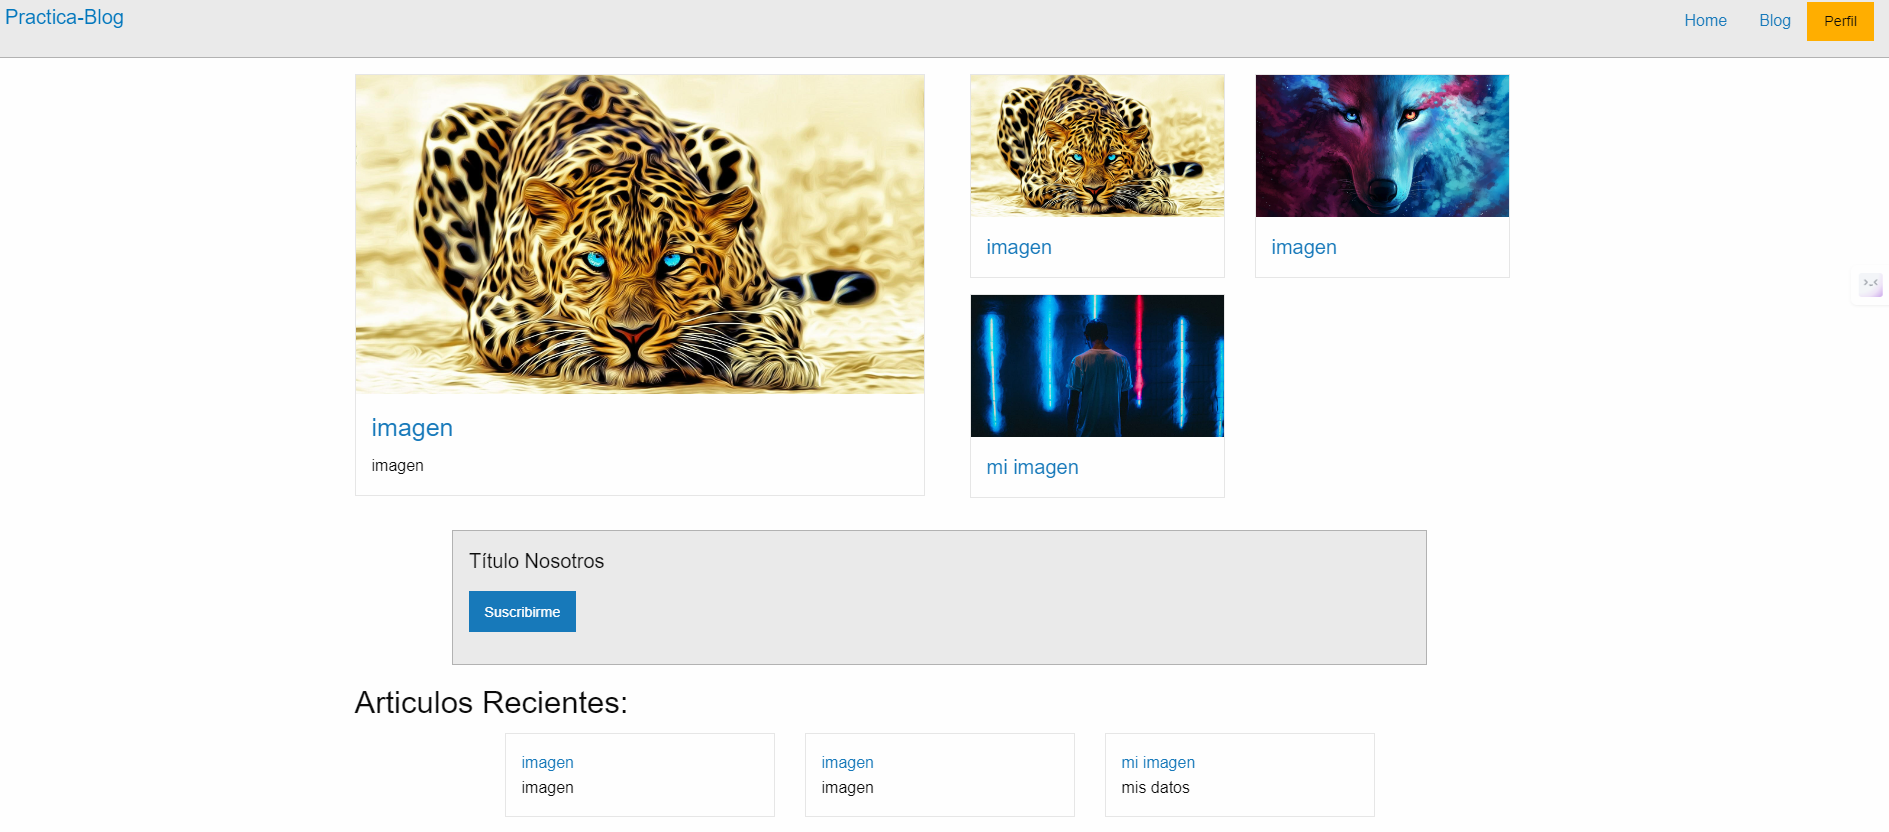 Practica-Blog
Home
Blog
Perfil
imagen
imagen
imagen
imagen
mi imagen
Título Nosotros
Suscribirme
Articulos Recientes:
imagen
imagen
imagen
imagen
mi imagen
mis datos